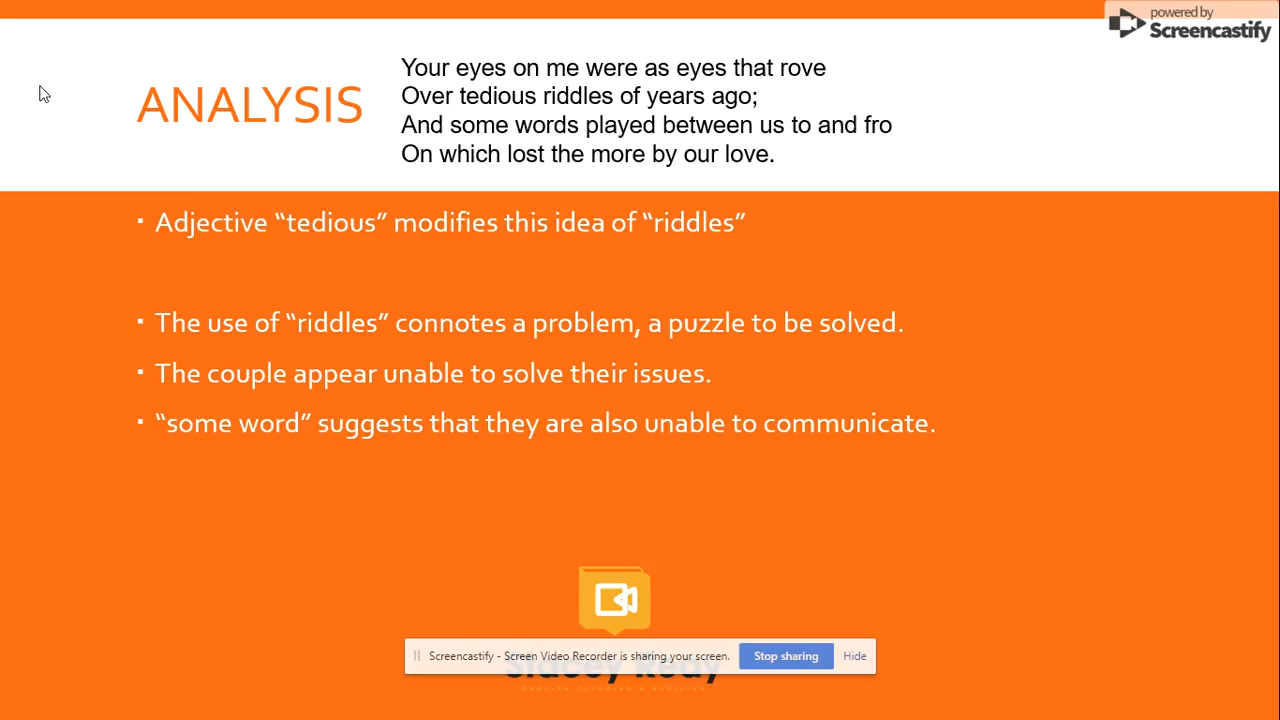 powered by
Screencastify
ANALYSIS
Your eyes on me were as eyes that rove
Over tedious riddles of years ago;
And some words played between us to and fro
On which lost the more by our love.
▪ Adjective “tedious” modifies this idea of “riddles”
▪ The use of “riddles” connotes a problem, a puzzle to be solved.
▪ The couple appear unable to solve their issues.
▪ “some word” suggests that they are also unable to communicate.
Screencastify - Screen Video Recorder is sharing your screen.
Stop sharing
Hide
Stacey Reay